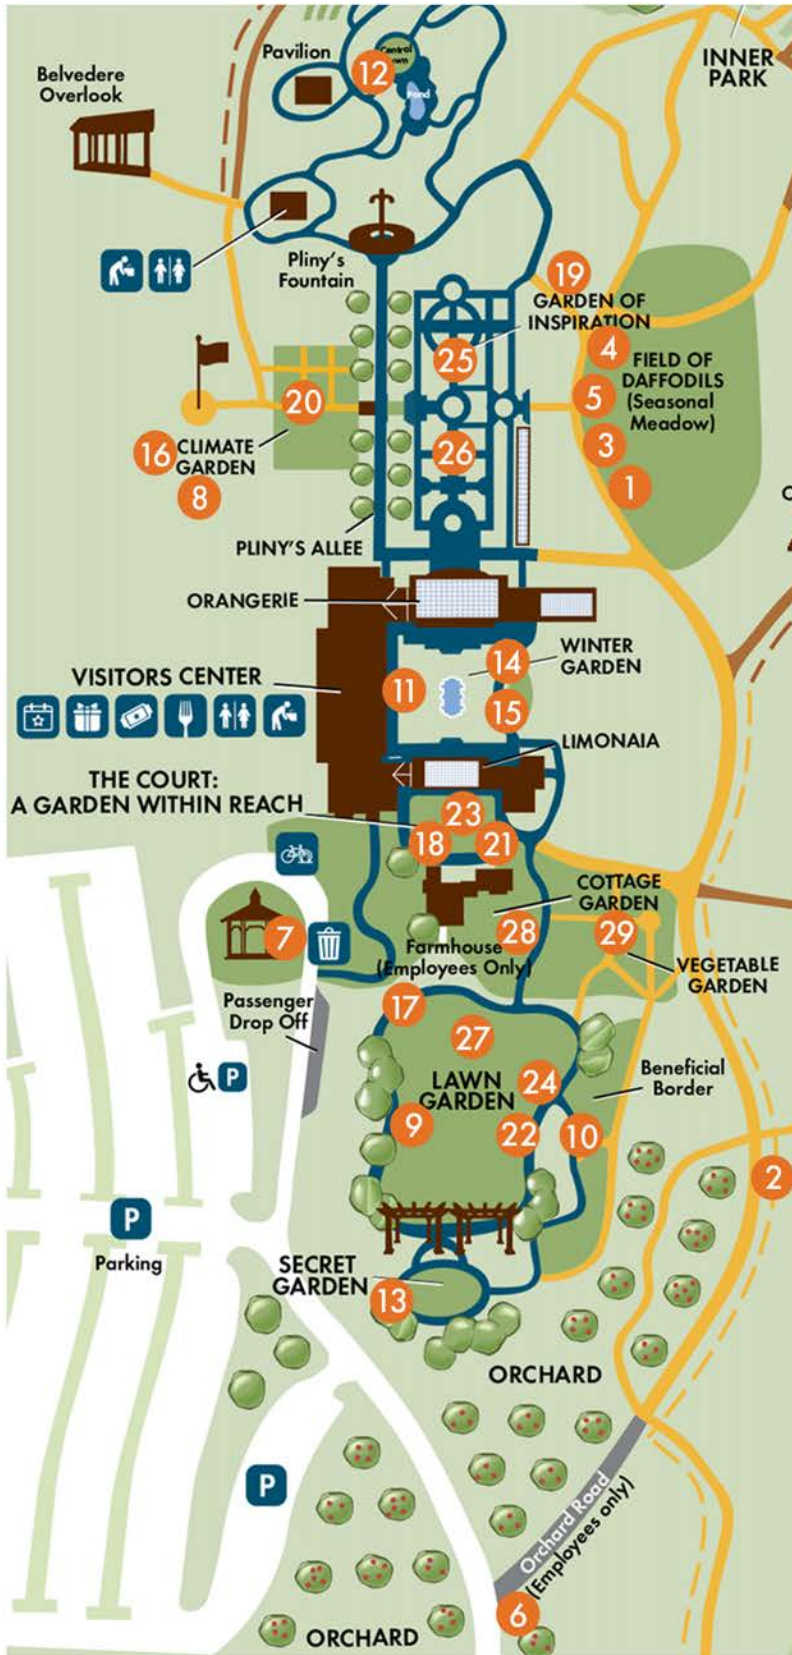 Pavilion
Central
12
Pond
INNER
PARK
Belvedere
Overlook
Pliny's
Fountain
19
GARDEN OF
INSPIRATION
25
4
FIELD OF
DAFFODILS
(Seasonal
Meadow)
5
3
1
20
16
CLIMATE
GARDEN
8
26
PLINY'S ALLEE
ORANGERIE
14
WINTER
GARDEN
VISITORS CENTER
11
15
LIMONAIA
THE COURT:
A GARDEN WITHIN REACH
23
18
21
COTTAGE
GARDEN
7
28
29
Farmhouse
(Employees Only)
VEGETABLE
GARDEN
Passenger
Drop Off
17
27
P
LAWN
GARDEN
24
Beneficial
Border
9
22
10
2
P
Parking
SECRET
GARDEN
13
ORCHARD
P
Orchard Road
(Employees only)
6
ORCHARD